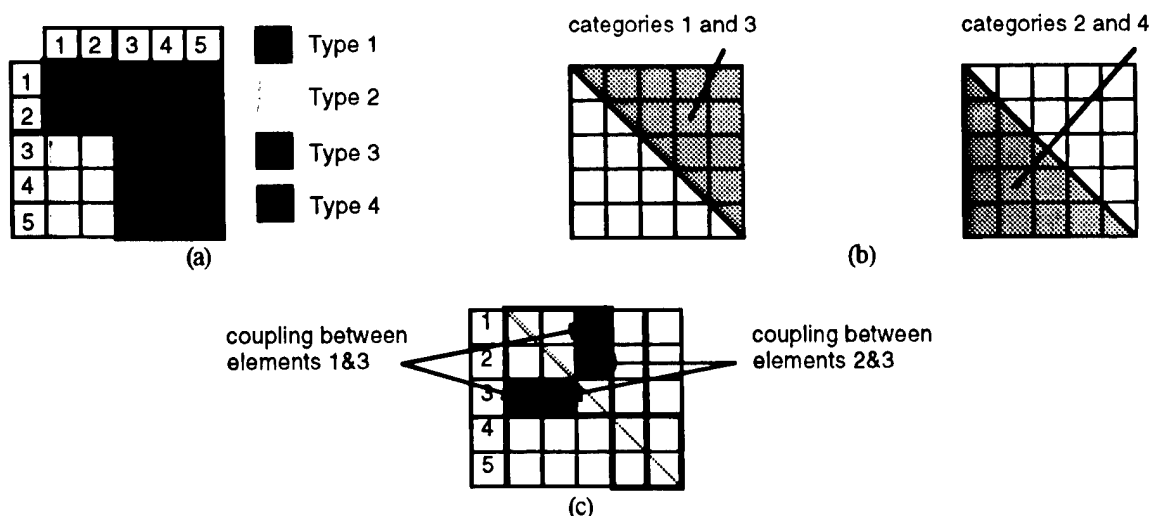 1 2 3 4 5
1
2
3
4
5
Type 1
Type 2
Type 3
Type 4
(a)
categories 1 and 3
categories 2 and 4
(b)
coupling between
elements 1&3
1
2
3
4
5
coupling between
elements 2&3
(c)